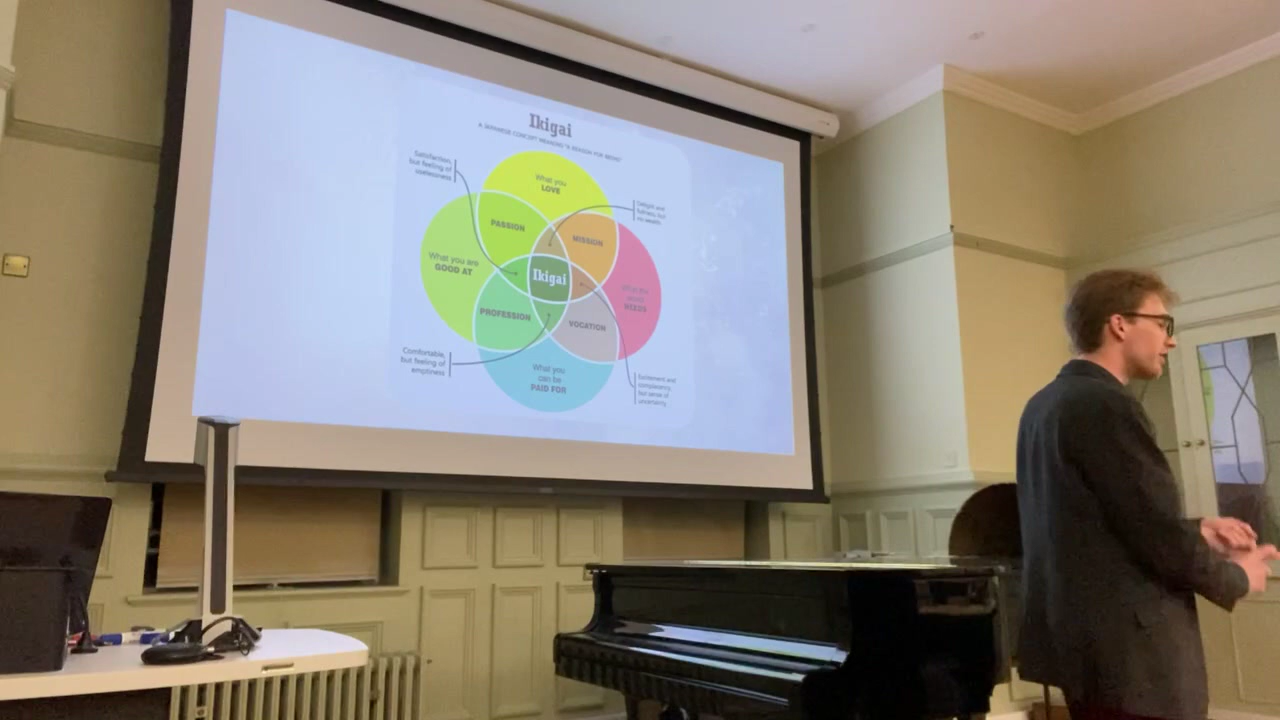 Ikigai
A JAPANESE CONCEPT MEANING "A REASON FOR BEING"
Satisfaction,
but feeling of
uselessness
What you
LOVE
Delight and
fullness, but
no wealth
PASSION
MISSION
What you are
GOOD AT
Ikigai
What you
world
NEEDS
PROFESSION
VOCATION
Comfortable,
but feeling of
emptiness
What you
can be
PAID FOR
Excitement and
complacency,
but sense of
uncertainty